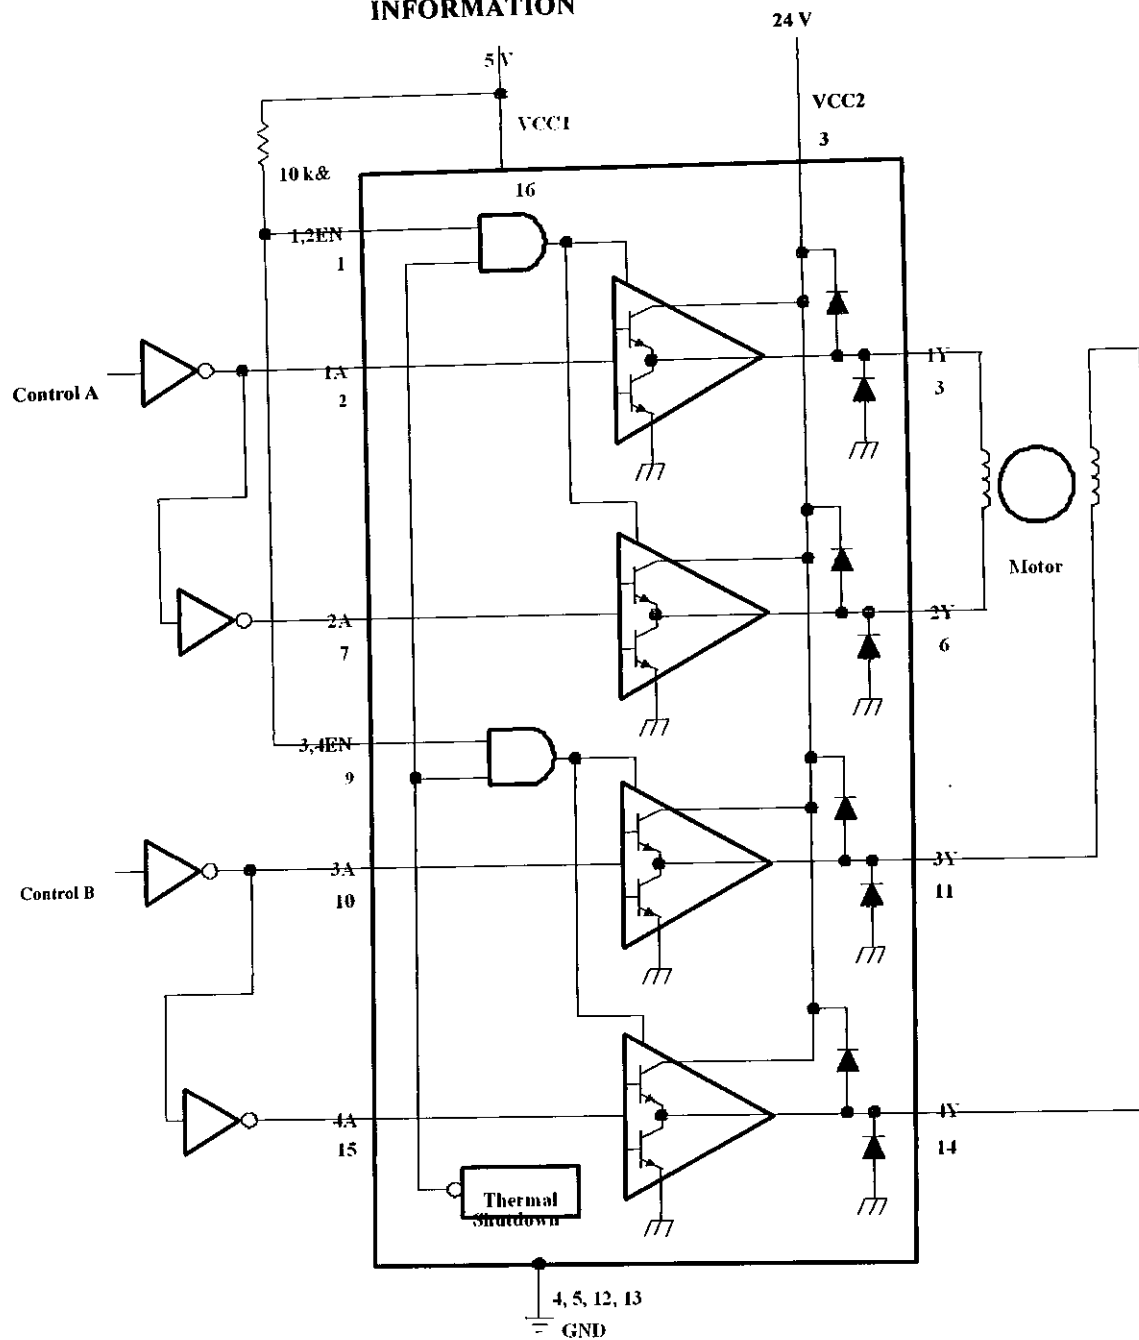 INFORMATION
24 V
5 V
VCC2
VCC1
3
10 k&
16
1,2EN
1
1Y
1A
3
Control A
2
Motor
2A
2Y
7
6
3,4EN
9
3Y
3A
11
Control B
10
4A
4Y
15
14
Thermal
Shutdown
4, 5, 12, 13
GND